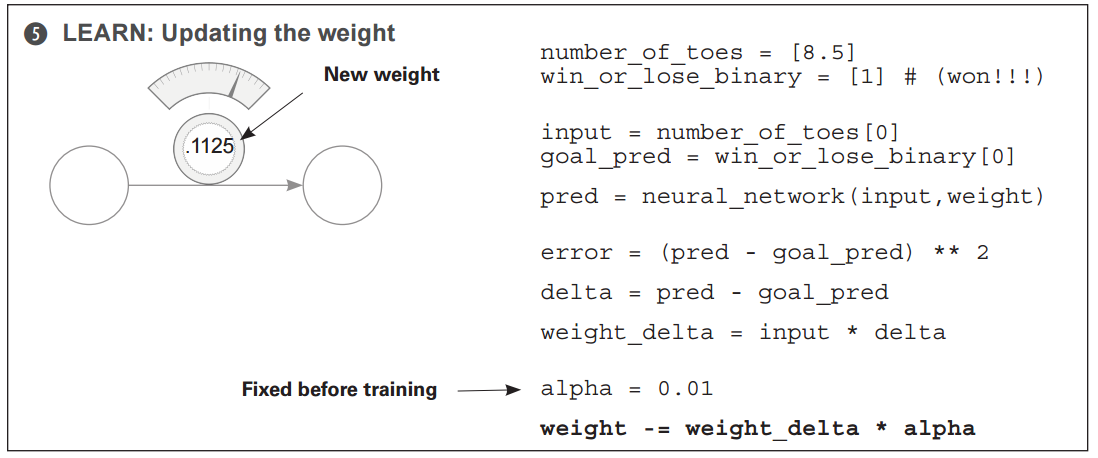 5 LEARN: Updating the weight
New weight
.1125
number_of_toes = [8.5]
win_or_lose_binary = [1] # (won!!!)
input = number_of_toes[0]
goal_pred = win_or_lose_binary[0]
pred = neural_network(input,weight)
error = (pred - goal_pred) ** 2
delta = pred - goal_pred
weight_delta = input * delta
Fixed before training
alpha = 0.01
weight -= weight_delta * alpha